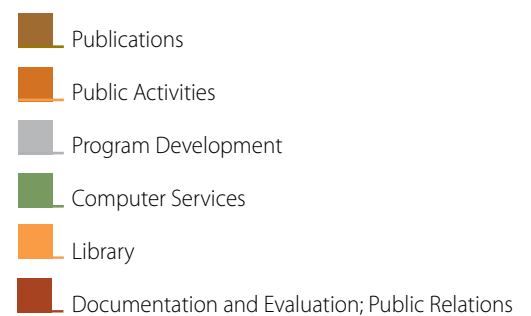 Publications
Public Activities
Program Development
Computer Services
Library
Documentation and Evaluation; Public Relations